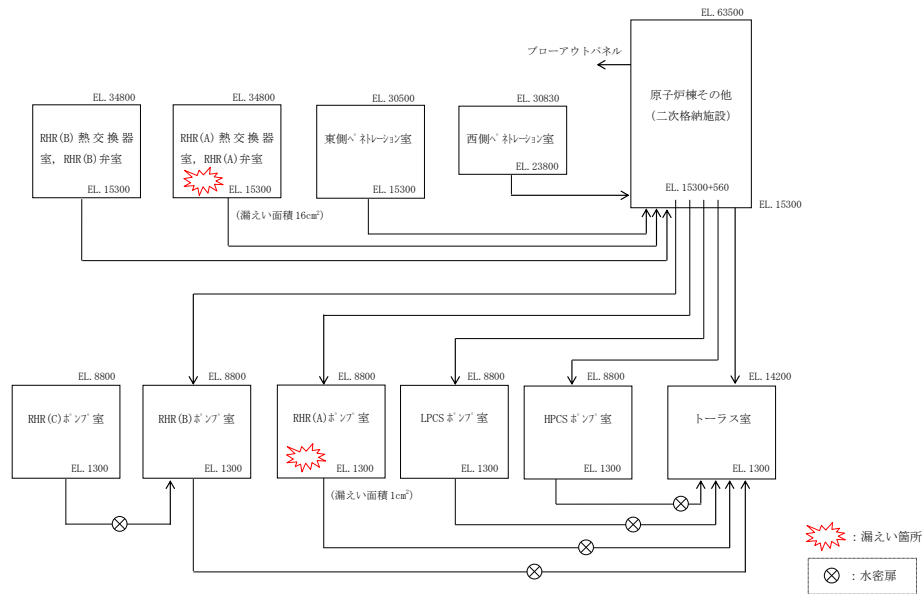 EL. 63500
ブローアウトパネル
原子炉棟その他
(二次格納施設)
EL. 34800
EL. 34800
EL. 30500
EL. 30830
RHR(B)熱交換器
室，RHR(B)弁室
RHR(A)熱交換器
室，RHR(A)弁室
東側ペネトレーション室
西側ペネトレーション室
EL. 23800
EL. 15300
EL. 15300
EL. 15300
EL. 15300+560
EL. 15300
(漏えい面積 16cm²)
EL. 8800
EL. 8800
EL. 8800
EL. 8800
EL. 8800
EL. 14200
RHR(C)ポンプ室
RHR(B)ポンプ室
RHR(A)ポンプ室
LPCSポンプ室
HPCSポンプ室
トーラス室
EL. 1300
EL. 1300
EL. 1300
EL. 1300
EL. 1300
EL. 1300
(漏えい面積 1cm²)
：漏えい箇所
：水密扉